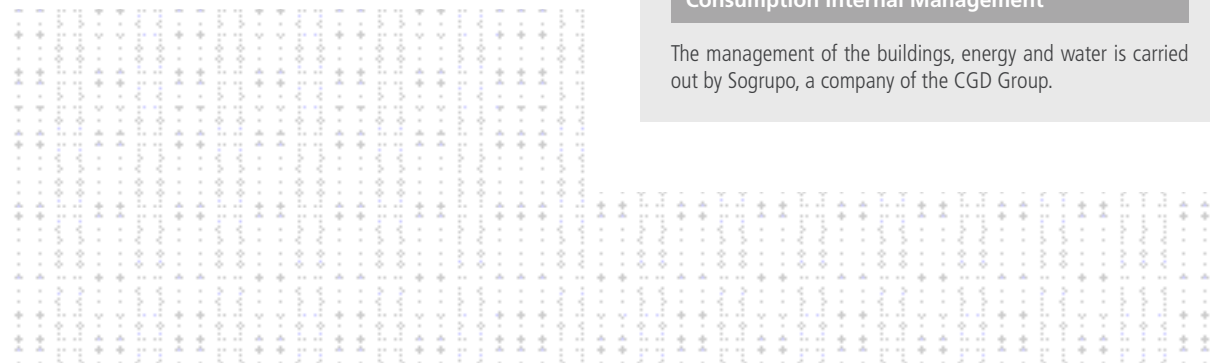 Consumption Internal Management
The management of the buildings, energy and water is carried
out by Sogrupo, a company of the CGD Group.